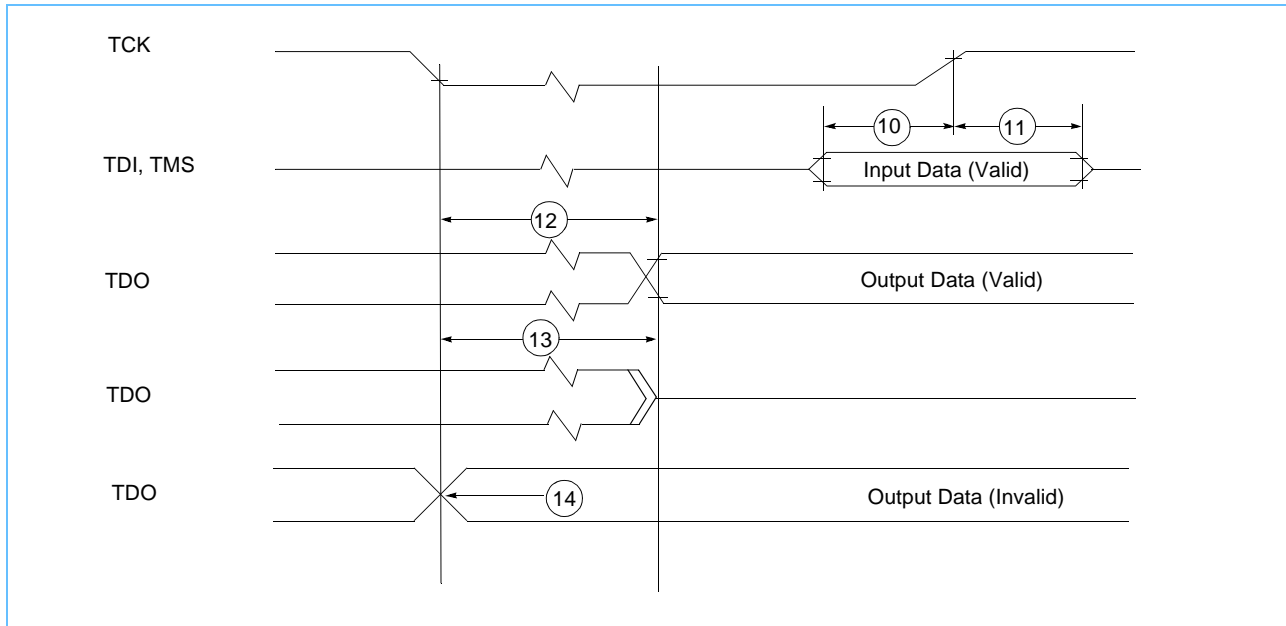 TCK
10
11
TDI, TMS
Input Data (Valid)
12
TDO
Output Data (Valid)
13
TDO
TDO
14
Output Data (Invalid)